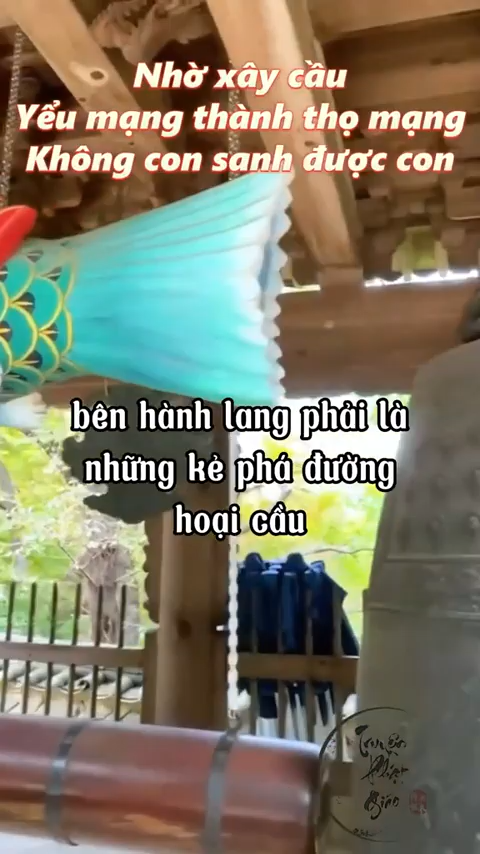 Nhờ xây cầu
Yểu mạng thành thọ mạng
Không con sanh được con
bên hành lang phải là
những kẻ phá đường
hoại cầu